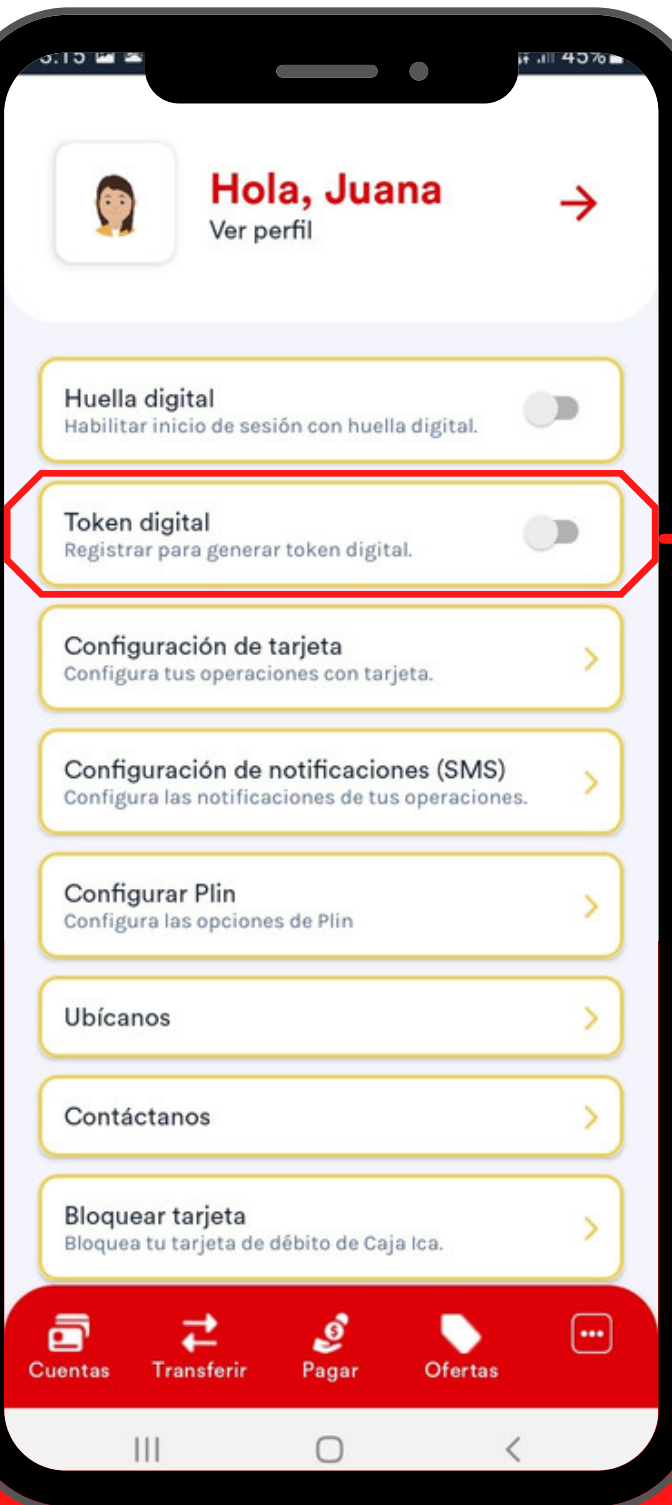 45%
Hola, Juana
Ver perfil
Huella digital
Habilitar inicio de sesión con huella digital.
Token digital
Registrar para generar token digital.
Configuración de tarjeta
Configura tus operaciones con tarjeta.
Configuración de notificaciones (SMS)
Configura las notificaciones de tus operaciones.
Configurar Plin
Configura las opciones de Plin
Ubícanos
Contáctanos
Bloquear tarjeta
Bloquea tu tarjeta de débito de Caja Ica.
Cuentas Transferir Pagar Ofertas